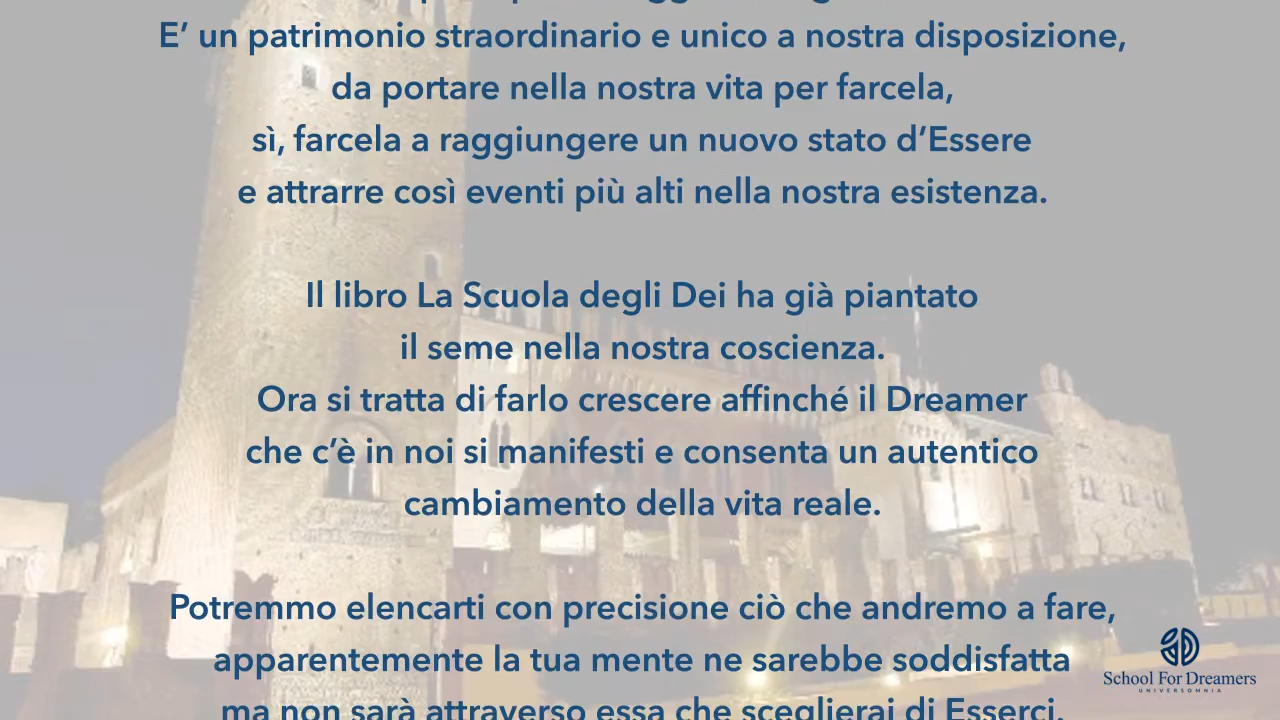 E’ un patrimonio straordinario e unico a nostra disposizione,
da portare nella nostra vita per farcela,
sì, farcela a raggiungere un nuovo stato d’Essere
e attrarre così eventi più alti nella nostra esistenza.
Il libro La Scuola degli Dei ha già piantato
il seme nella nostra coscienza.
Ora si tratta di farlo crescere affinché il Dreamer
che c’è in noi si manifesti e consenta un autentico
cambiamento della vita reale.
Potremmo elencarti con precisione ciò che andremo a fare,
apparentemente la tua mente ne sarebbe soddisfatta
ma non sarà attraverso essa che sceglierai di Esserci.
School For Dreamers
UNIVERSOMNIA